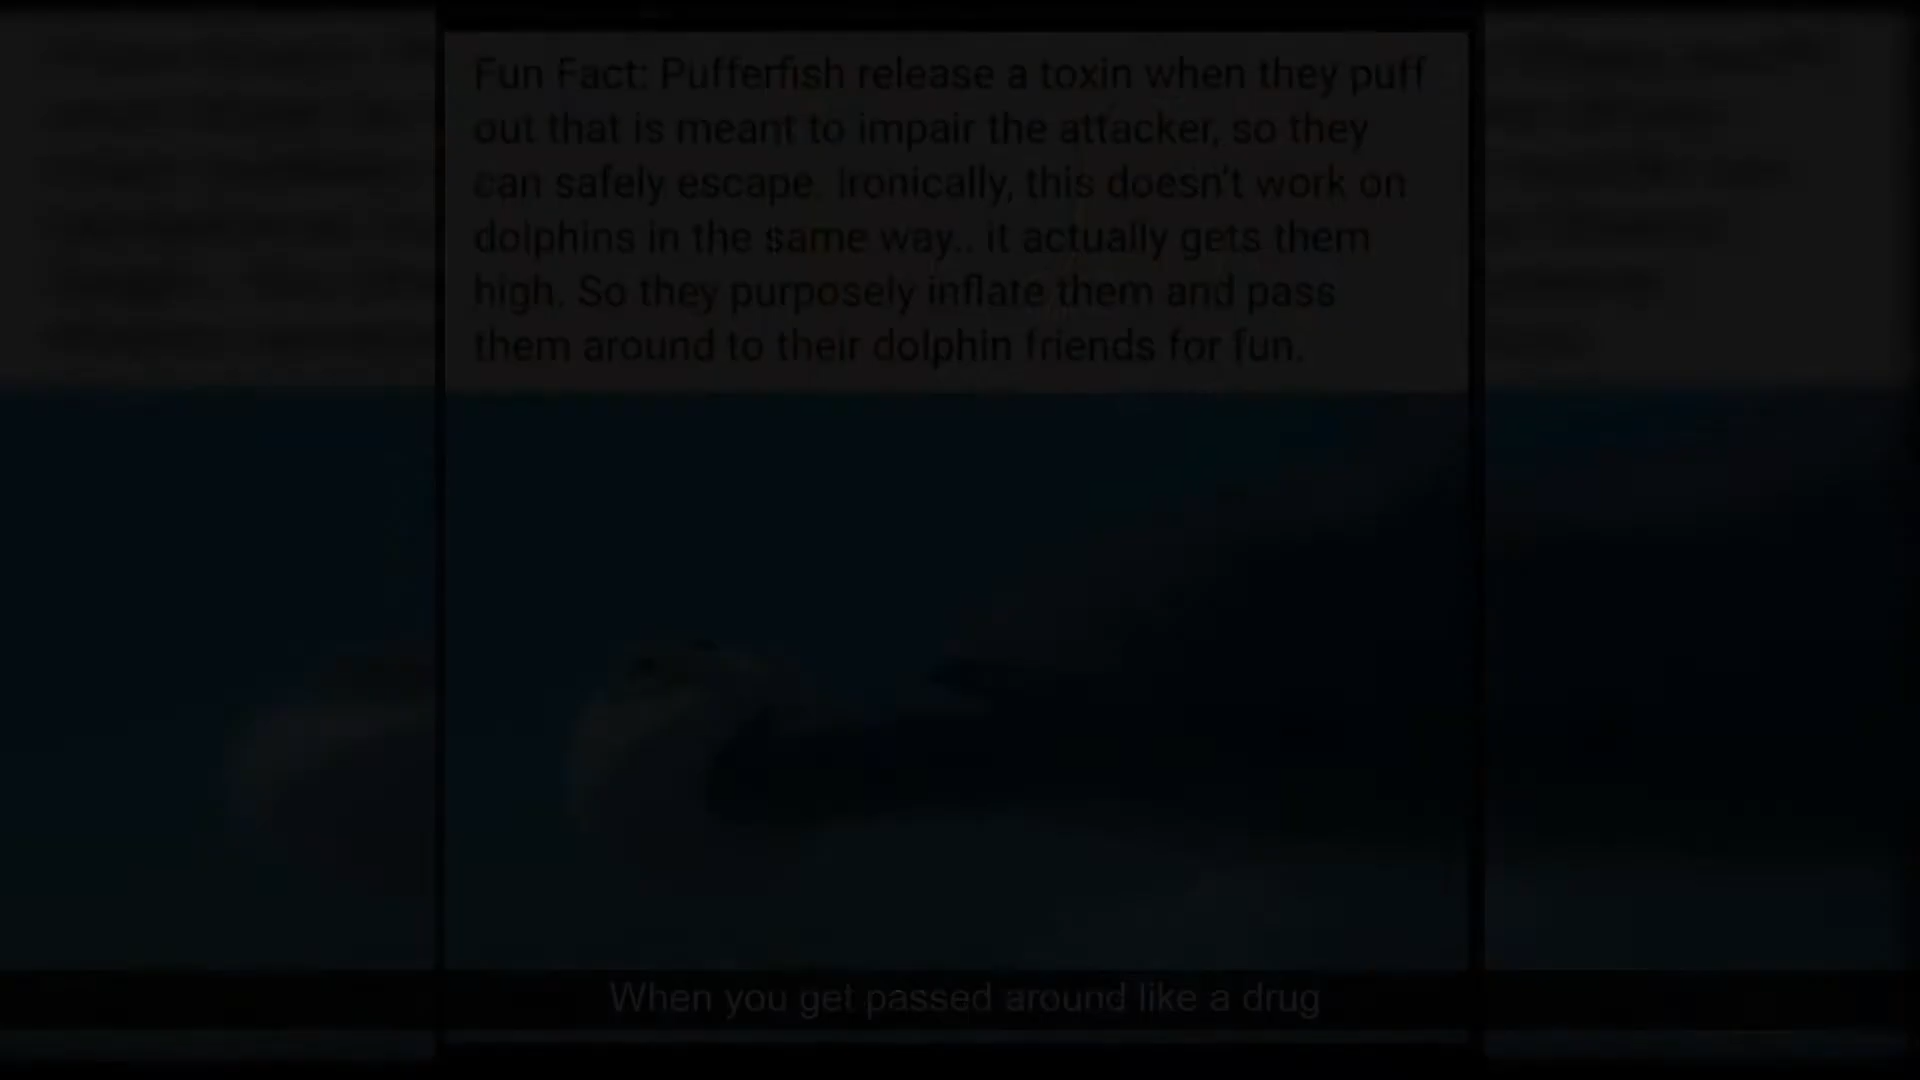 Fun Fact: Pufferfish release a toxin when they puff
out that is meant to impair the attacker, so they
can safely escape. Ironically, this doesn't work on
dolphins in the same way.. it actually gets them
high. So they purposely inflate them and pass
them around to their dolphin friends for fun.
When you get passed around like a drug